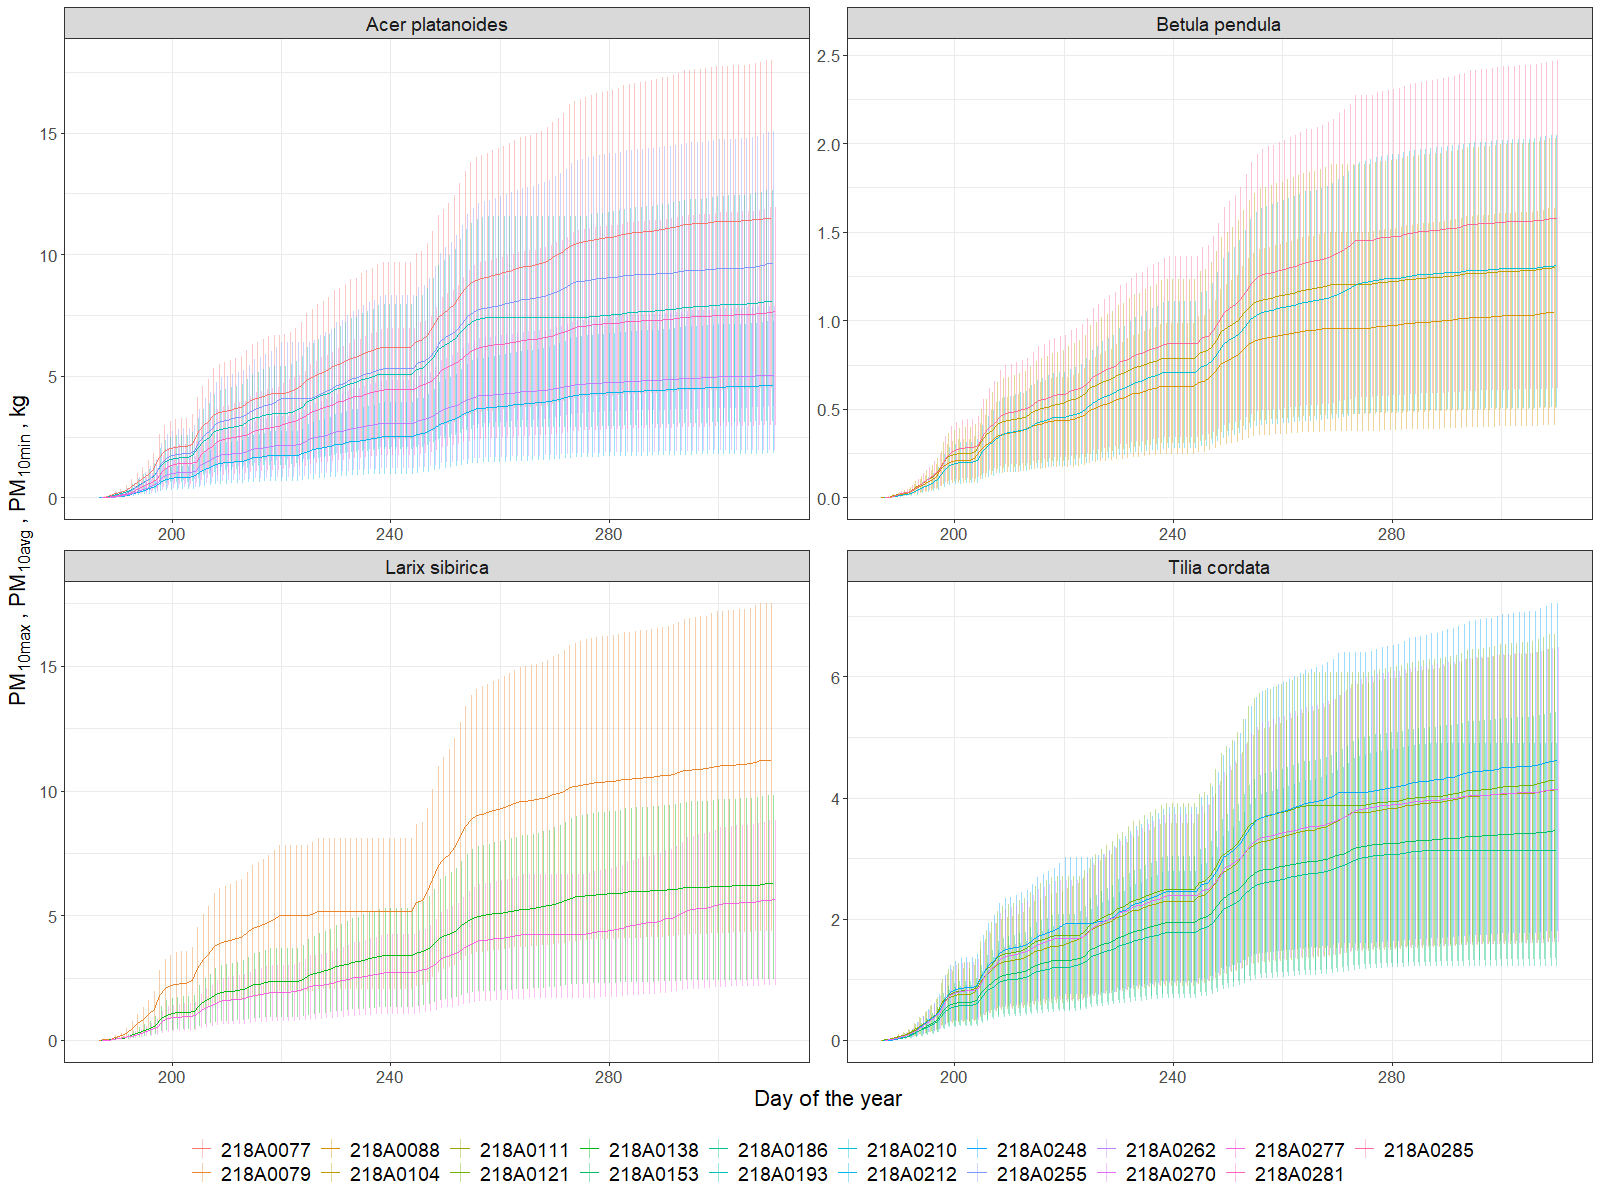 Acer platanoides
Betula pendula
15
10
5
0
2.5
2.0
1.5
1.0
0.5
0.0
200 240 280
200 240 280
Larix sibirica
Tilia cordata
15
10
5
0
6
4
2
0
200 240 280
200 240 280
PM10max , PM10avg , PM10min , kg
Day of the year
218A0077 218A0088 218A0111 218A0138 218A0186 218A0210 218A0248 218A0262 218A0277 218A0285
218A0079 218A0104 218A0121 218A0153 218A0193 218A0212 218A0255 218A0270 218A0281